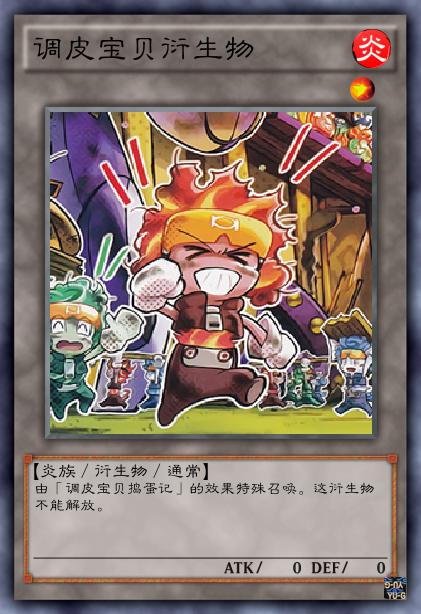 调皮宝贝衍生物
炎
【炎族／衍生物／通常】
由「调皮宝贝捣蛋记」的效果特殊召唤。这衍生物
不能解放。
ATK/ 0 DEF/ 0